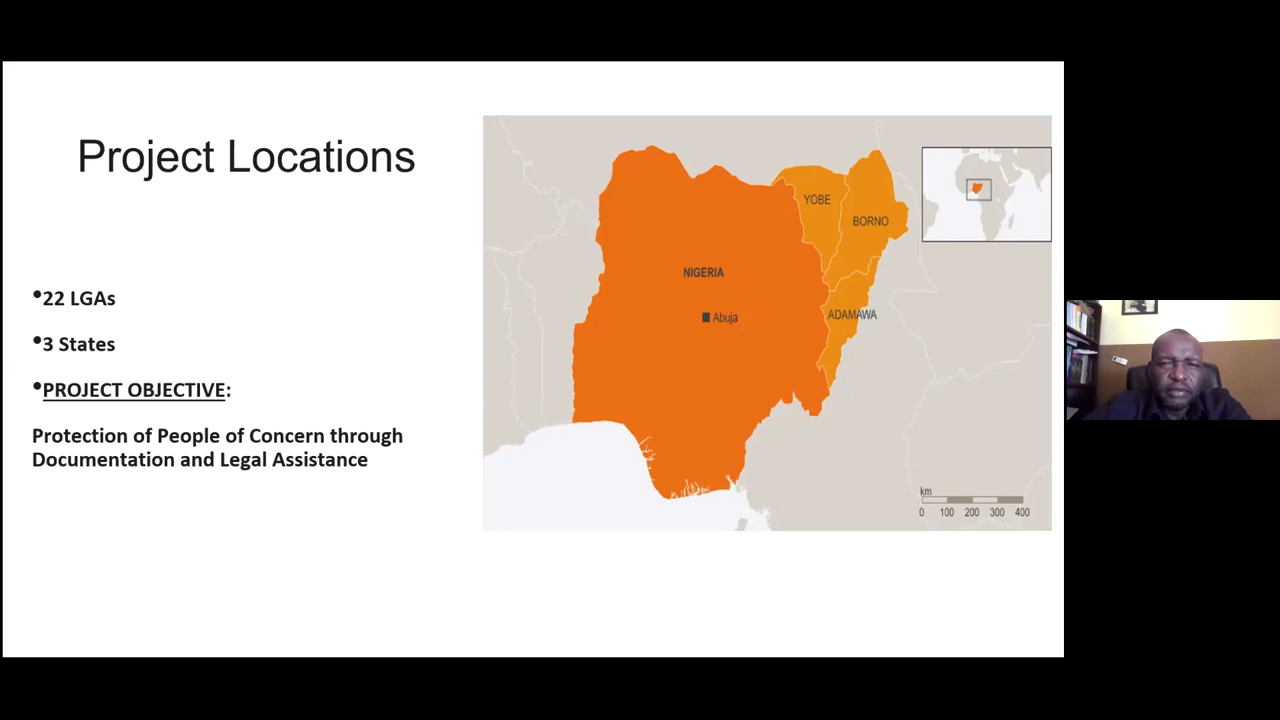 Project Locations
•22 LGAs
•3 States
•PROJECT OBJECTIVE:
Protection of People of Concern through
Documentation and Legal Assistance
YOBE
BORNO
NIGERIA
Abuja
ADAMAWA
km
0 100 200 300 400